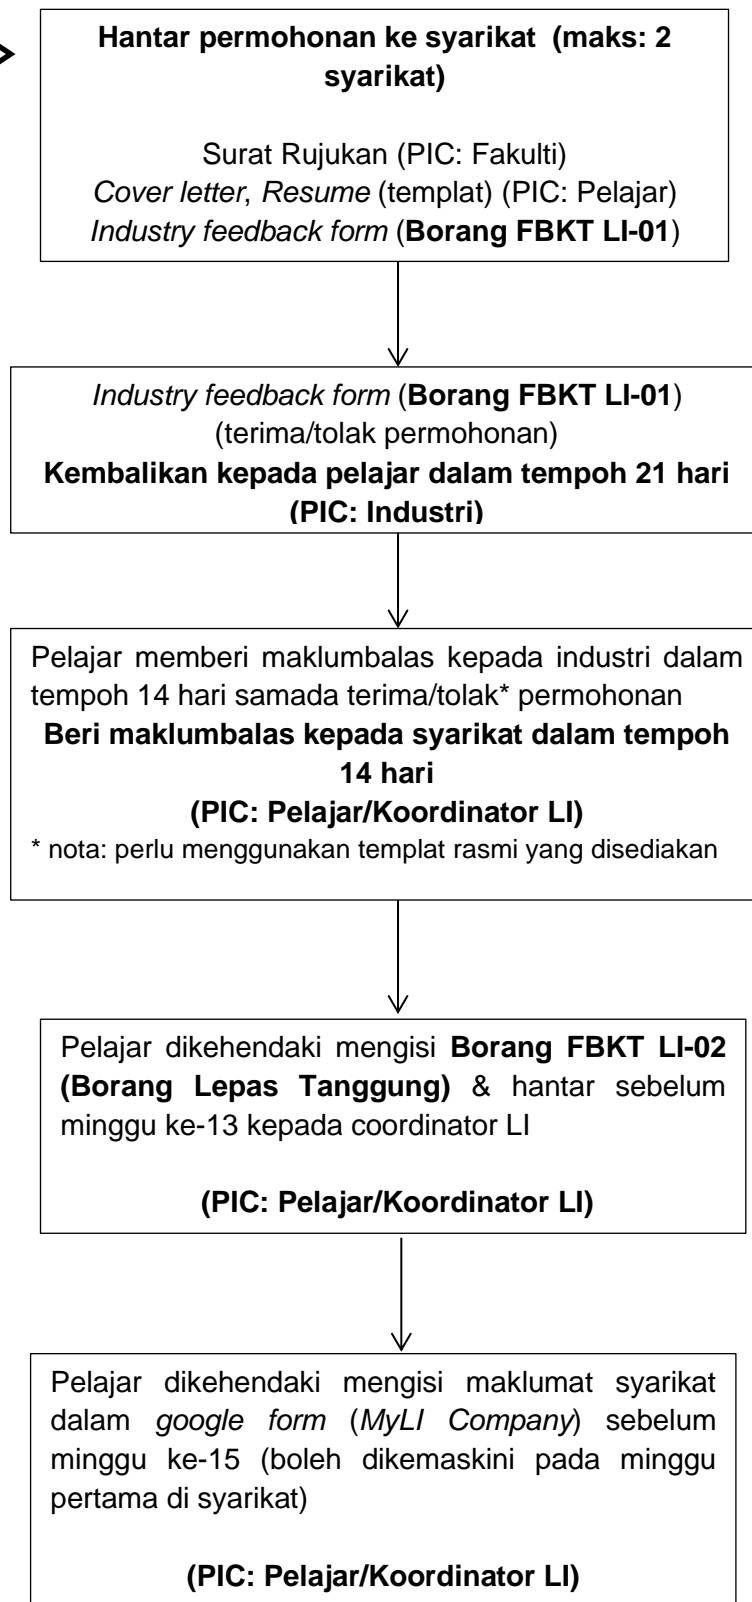 Hantar permohonan ke syarikat (maks: 2
syarikat)
Surat Rujukan (PIC: Fakulti)
Cover letter, Resume (templat) (PIC: Pelajar)
Industry feedback form (Borang FBKT LI-01)
Industry feedback form (Borang FBKT LI-01)
(terima/tolak permohonan)
Kembalikan kepada pelajar dalam tempoh 21 hari
(PIC: Industri)
Pelajar memberi maklumbalas kepada industri dalam
tempoh 14 hari samada terima/tolak* permohonan
Beri maklumbalas kepada syarikat dalam tempoh
14 hari
(PIC: Pelajar/Koordinator LI)
* nota: perlu menggunakan templat rasmi yang disediakan
Pelajar dikehendaki mengisi Borang FBKT LI-02
(Borang Lepas Tanggung) & hantar sebelum
minggu ke-13 kepada coordinator LI
(PIC: Pelajar/Koordinator LI)
Pelajar dikehendaki mengisi maklumat syarikat
dalam google form (MyLI Company) sebelum
minggu ke-15 (boleh dikemaskini pada minggu
pertama di syarikat)
(PIC: Pelajar/Koordinator LI)